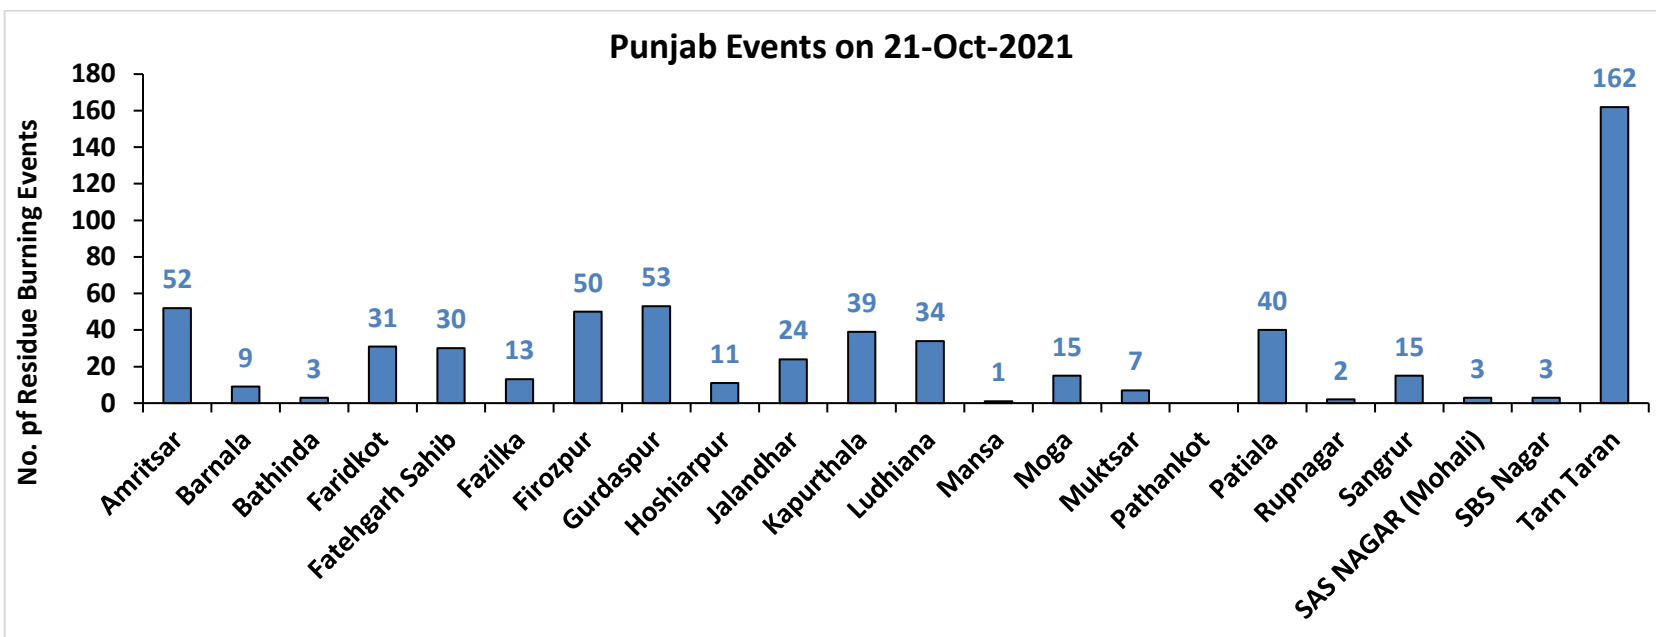 Punjab Events on 21-Oct-2021
No. pf Residue Burning Events
180
160
140
120
100
80
60
40
20
0
52
9
3
31
30
13
50
53
11
24
39
34
1
15
7
40
2
15
3
3
162
Amritsar
Barnala
Bathinda
Faridkot
Fatehgarh Sahib
Fazilka
Firozpur
Gurdaspur
Hoshiarpur
Jalandhar
Kapurthala
Ludhiana
Mansa
Moga
Muktsar
Pathankot
Patiala
Rupnagar
Sangrur
SAS NAGAR (Mohali)
SBS Nagar
Tarn Taran